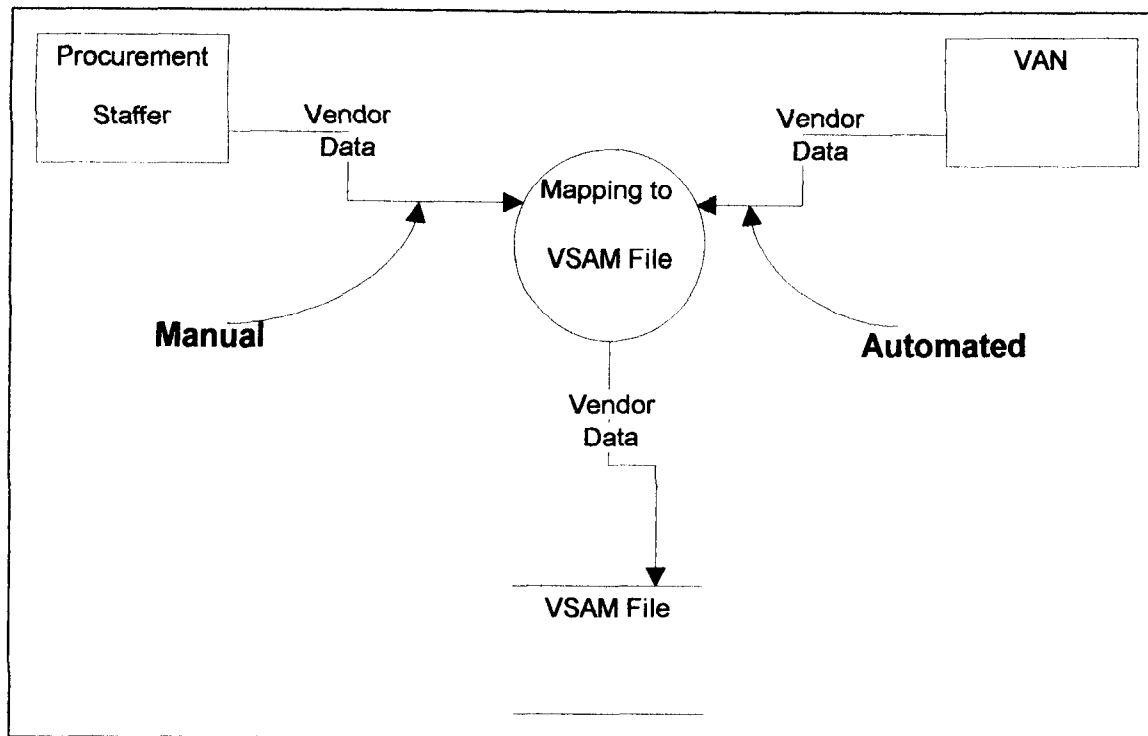 Procurement
Staffer
VAN
Vendor
Data
Vendor
Data
Mapping to
VSAM File
Manual
Automated
Vendor
Data
VSAM File